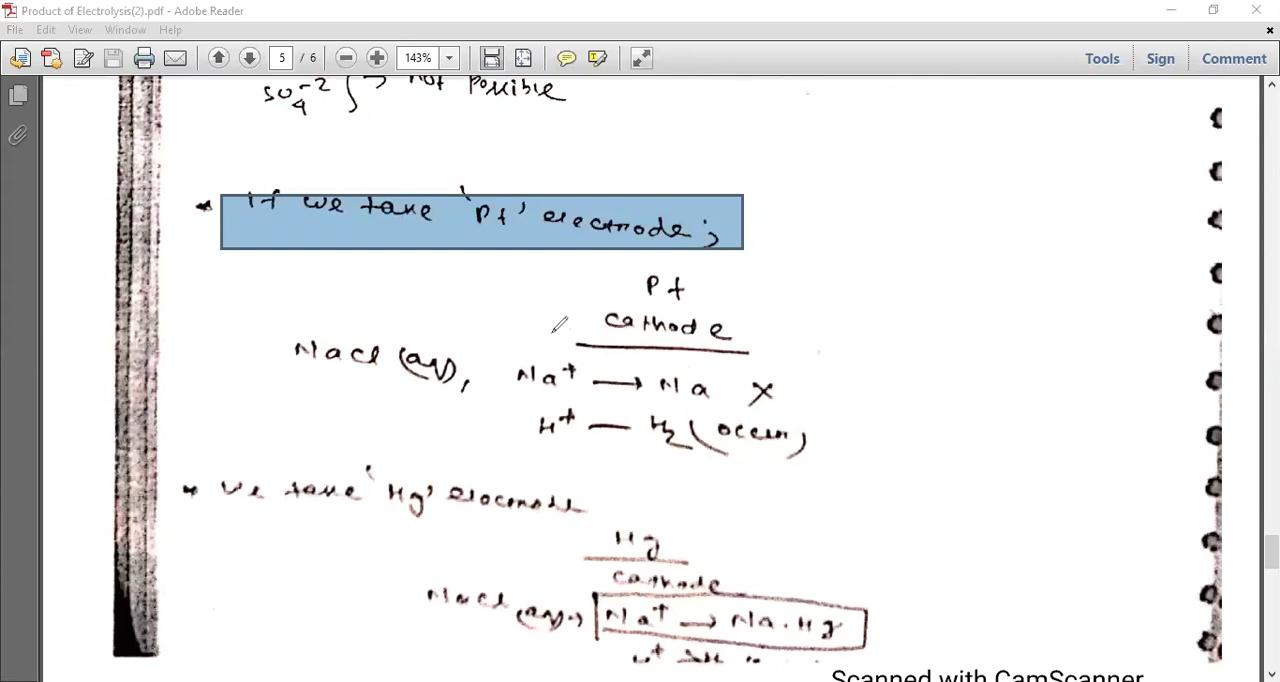 Product of Electrolysis(2).pdf - Adobe Reader
File Edit View Window Help
5 / 6 143% Tools Sign Comment
SO4-2 } → not possible
* If we take 'Pt' electrode;
Pt
cathode
NaCl (aq), Na+ → Na X
H+ — H2 (occur)
* We take 'Hg' electrode
Hg
cathode
NaCl (aq) → Na+ → Na.Hg
H+
Scanned with CamScanner